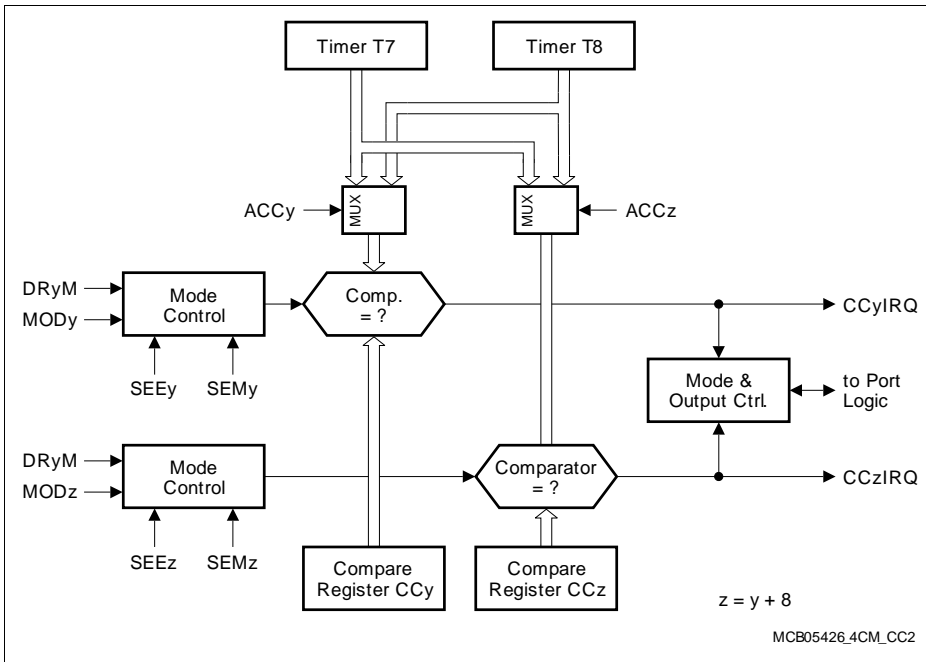 Timer T7
Timer T8
ACCy
MUX
MUX
ACCz
DRyM
MODy
Mode
Control
Comp.
= ?
CCyIRQ
SEEy
SEMy
Mode &
Output Ctrl.
to Port
Logic
DRyM
MODz
Mode
Control
Comparator
= ?
CCzIRQ
SEEz
SEMz
Compare
Register CCy
Compare
Register CCz
z = y + 8
MCB05426_4CM_CC2